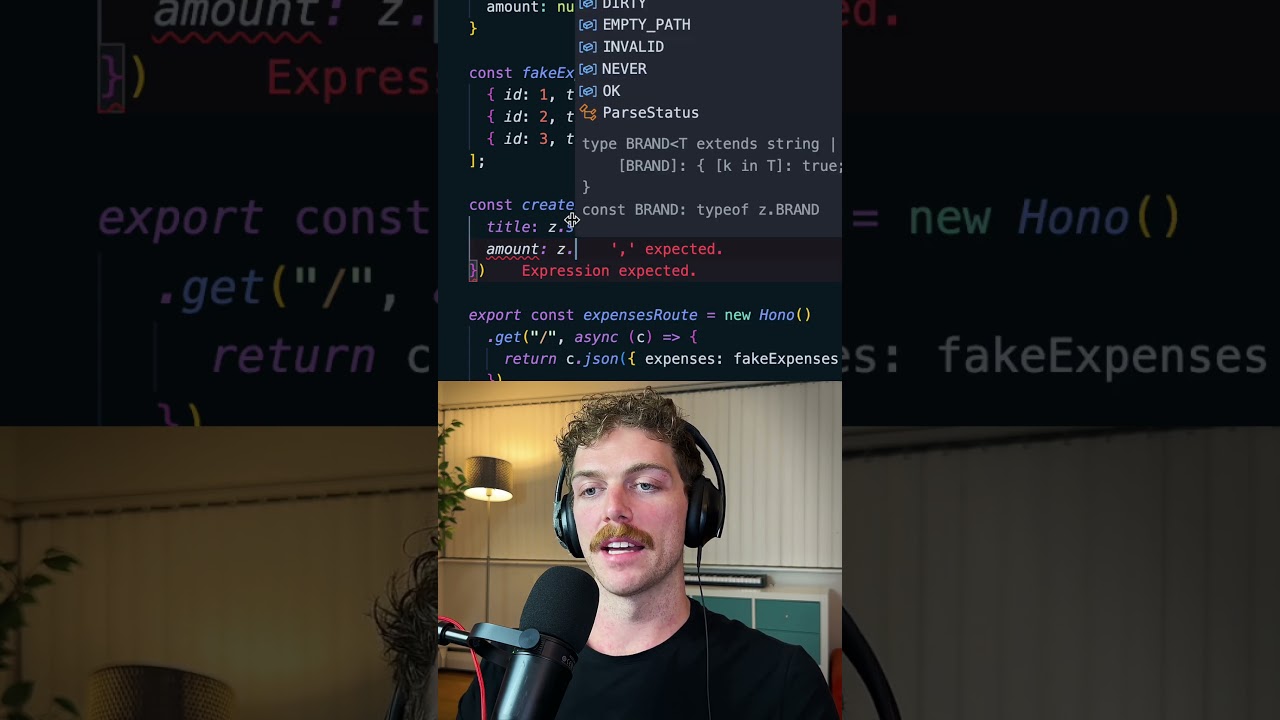 amount: nu
}
const fakeEx
{ id: 1, t
{ id: 2, t
{ id: 3, t
];
const create
title: z.s
amount: z. ',' expected.
}) Expression expected.
export const expensesRoute = new Hono()
.get("/", async (c) => {
return c.json({ expenses: fakeExpenses
})
DIRTY
EMPTY_PATH
INVALID
NEVER
OK
ParseStatus
type BRAND<T extends string |
[BRAND]: { [k in T]: true;
}
const BRAND: typeof z.BRAND
amount: z.
ed.
}) Express
export const
= new Hono()
.get("/",
return c
es: fakeExpenses
})